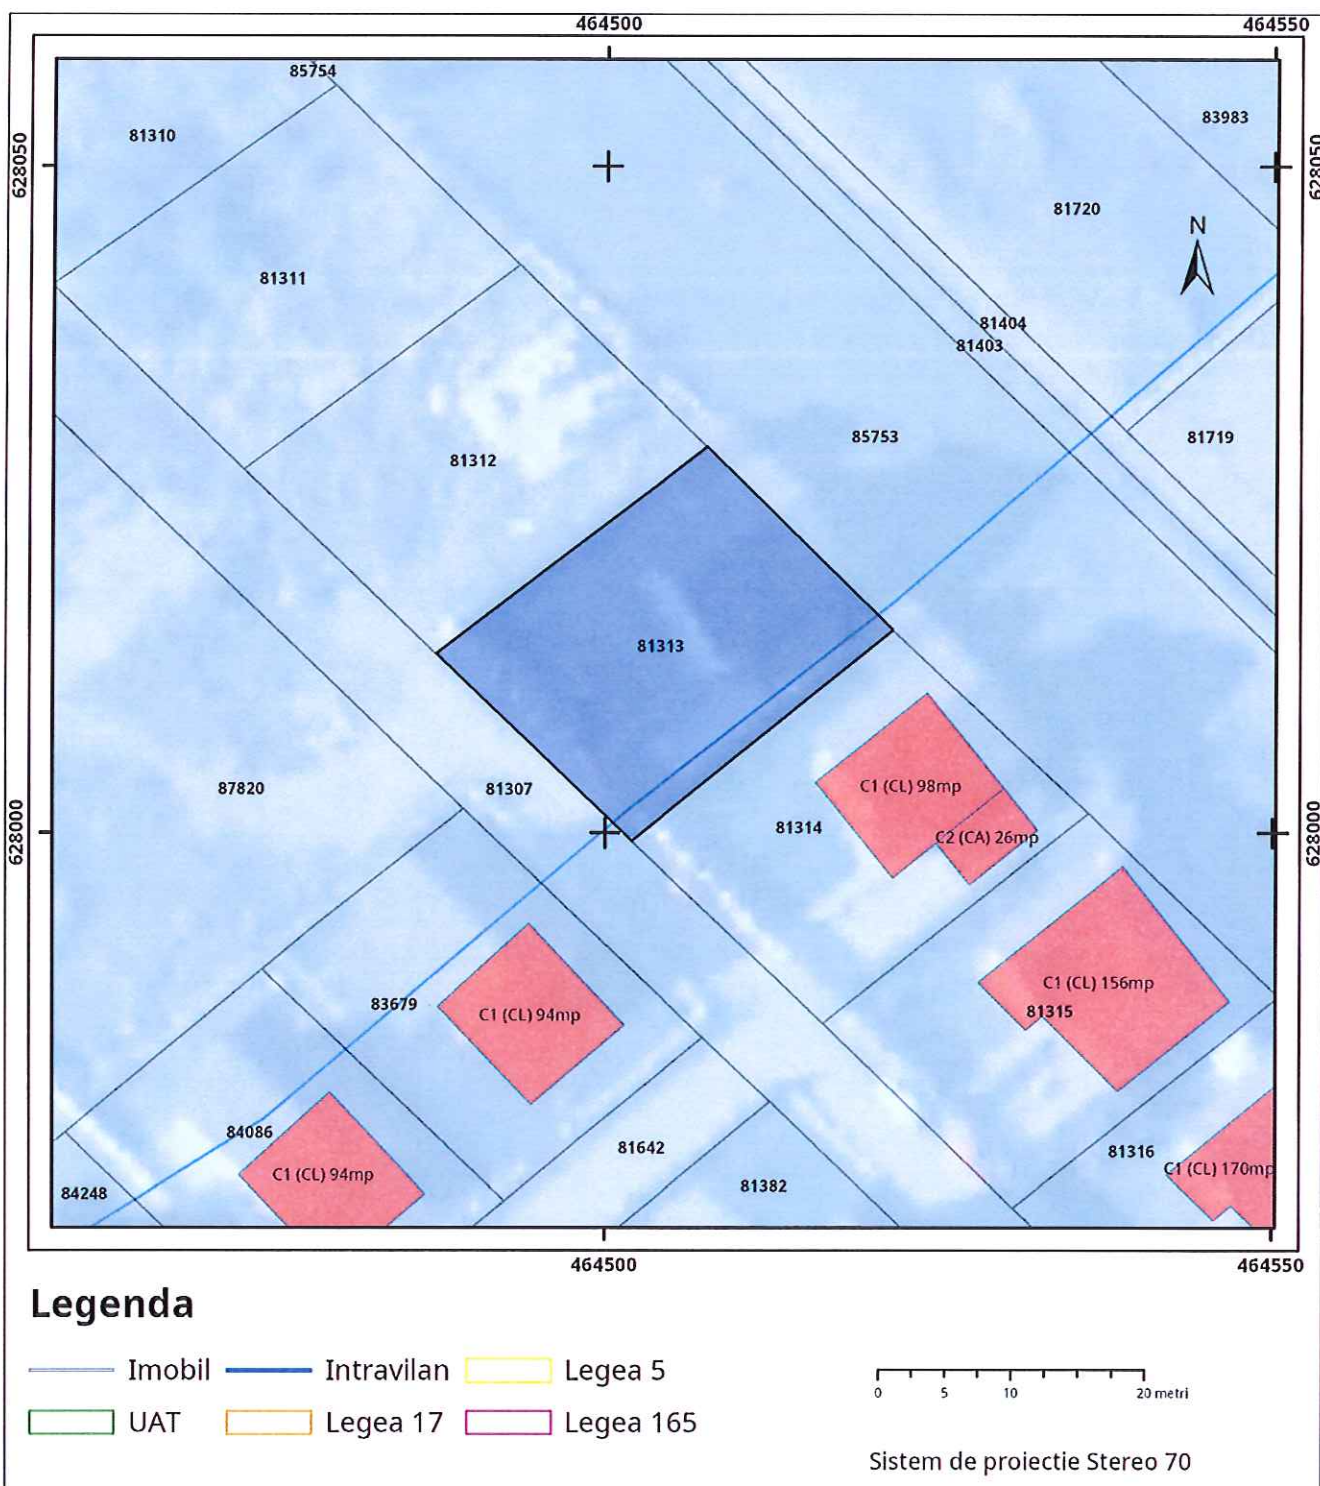 464500
464550
85754
83983
81310
628050
628050
81720
N
81311
81404
81403
85753
81719
81312
81313
87820
81307
C1 (CL) 98mp
81314
C2 (CA) 26mp
628000
628000
C1 (CL) 156mp
83679
C1 (CL) 94mp
81315
84086
81642
81316
C1 (CL) 94mp
C1 (CL) 170mp
84248
81382
464500
464550
Legenda
Imobil
Intravilan
Legea 5
UAT
Legea 17
Legea 165
0 5 10 20 metri
Sistem de proiectie Stereo 70